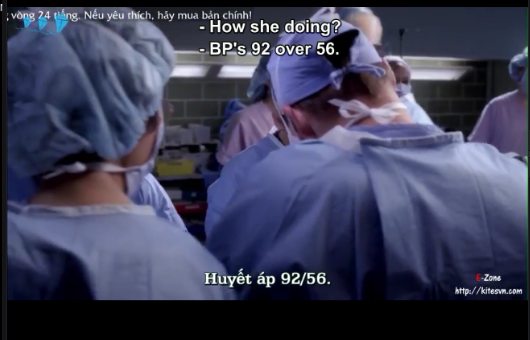 vòng 24 tiếng. Nếu yêu thích, hãy mua bản chính!
- How she doing?
- BP's 92 over 56.
Huyết áp 92/56.
K-Zone
http://kitesvn.com